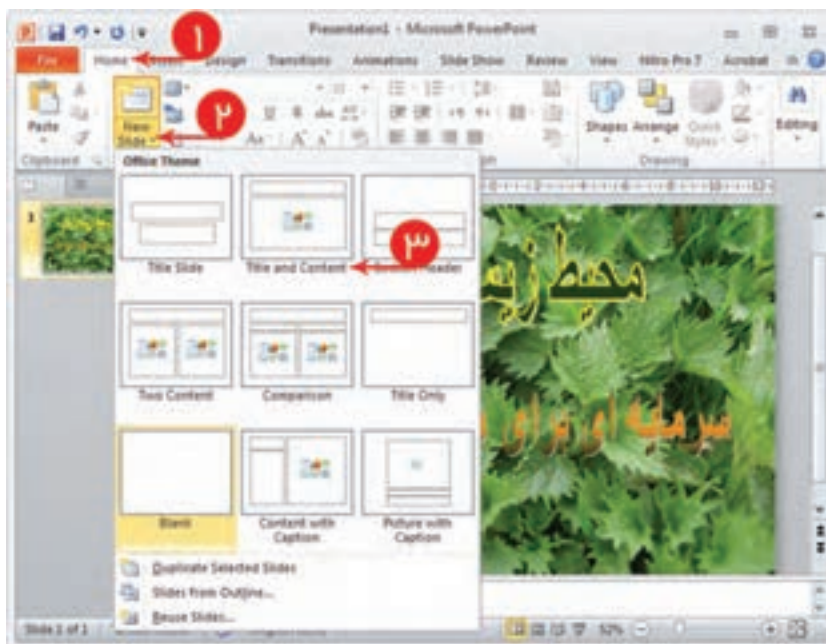 ۱
Presentation1 - Microsoft PowerPoint
File Home Design Transitions Animations Slide Show Review View Nitro Pro 7 Acrobat
Paste
New Slide
۲
Shapes Arrange Quick Styles
Editing
Clipboard
Drawing
Office Theme
Title Slide
Title and Content
۳
Header
Two Content
Comparison
Title Only
Blank
Content with Caption
Picture with Caption
Duplicate Selected Slides
Slides from Outline...
Reuse Slides...
محیط
سرمایه ای برای
Slide 1 of 1
52%